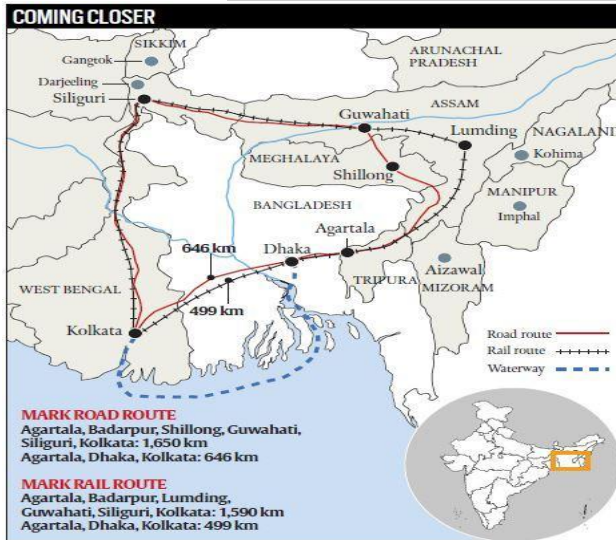 COMING CLOSER
SIKKIM
Gangtok
ARUNACHAL
PRADESH
Darjeeling
Siliguri
ASSAM
Guwahati
Lumding
NAGALAND
MEGHALAYA
Kohima
Shillong
MANIPUR
BANGLADESH
Imphal
Agartala
646 km
Dhaka
Aizawal
WEST BENGAL
499 km
TRIPURA
MIZORAM
Kolkata
Road route
Rail route
Waterway
MARK ROAD ROUTE
Agartala, Badarpur, Shillong, Guwahati,
Siliguri, Kolkata: 1,650 km
Agartala, Dhaka, Kolkata: 646 km
MARK RAIL ROUTE
Agartala, Badarpur, Lumding,
Guwahati, Siliguri, Kolkata: 1,590 km
Agartala, Dhaka, Kolkata: 499 km